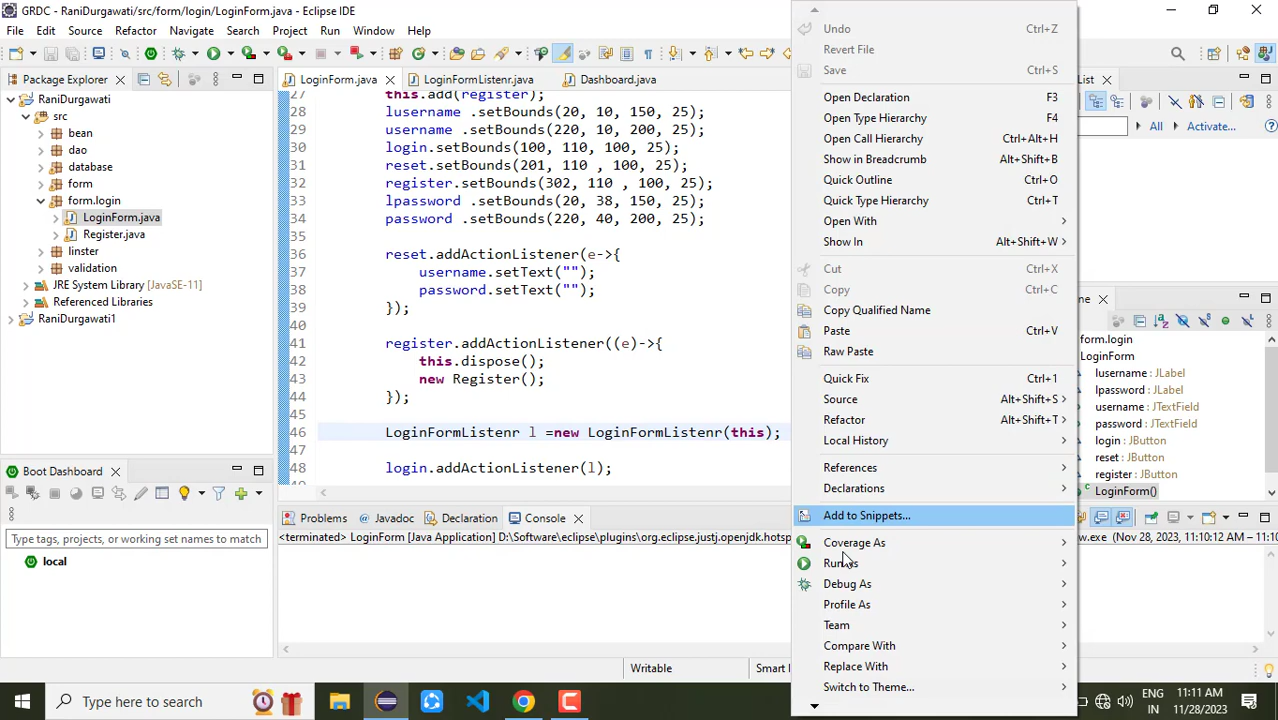 GRDC - RaniDurgawati/src/form/login/LoginForm.java - Eclipse IDE
File Edit Source Refactor Navigate Search Project Run Window
Package Explorer
RaniDurgawati
src
bean
dao
database
form
form.login
LoginForm.java
Register.java
linster
validation
JRE System Library [JavaSE-11]
Referenced Libraries
RaniDurgawati1
Boot Dashboard
Type tags, projects, or working set names to match
local
LoginForm.java LoginFormListenr.java Dashboard.java
27 this.add(register);
28 lusername .setBounds(20, 10, 150, 25);
29 username .setBounds(220, 10, 200, 25);
30 login.setBounds(100, 110, 100, 25);
31 reset.setBounds(201, 110 , 100, 25);
32 register.setBounds(302, 110 , 100, 25);
33 lpassword .setBounds(20, 38, 150, 25);
34 password .setBounds(220, 40, 200, 25);
35
36 reset.addActionListener(e->{
37 username.setText("");
38 password.setText("");
39 });
40
41 register.addActionListener((e)->{
42 this.dispose();
43 new Register();
44 });
45
46 LoginFormListenr l =new LoginFormListenr(this);
47
48 login.addActionListener(l);
49
Problems Javadoc Declaration Console
<terminated> LoginForm [Java Application] D:\Software\eclipse\plugins\org.eclipse.justj.openjdk.hotsp
w.exe (Nov 28, 2023, 11:10:12 AM
Writable
Smart I
Undo Ctrl+Z
Revert File
Save Ctrl+S
Open Declaration F3
Open Type Hierarchy F4
Open Call Hierarchy Ctrl+Alt+H
Show in Breadcrumb Alt+Shift+B
Quick Outline Ctrl+O
Quick Type Hierarchy Ctrl+T
Open With
Show In Alt+Shift+W
Cut Ctrl+X
Copy Ctrl+C
Copy Qualified Name
Paste Ctrl+V
Raw Paste
Quick Fix Ctrl+1
Source Alt+Shift+S
Refactor Alt+Shift+T
Local History
References
Declarations
Add to Snippets...
Coverage As
Run As
Debug As
Profile As
Team
Compare With
Replace With
Switch to Theme...
List
All Activate...
ne
orm.login
LoginForm
lusername : JLabel
lpassword : JLabel
username : JTextField
password : JTextField
login : JButton
reset : JButton
register : JButton
LoginForm()
Type here to search
ENG
IN
11:11 AM
11/28/2023